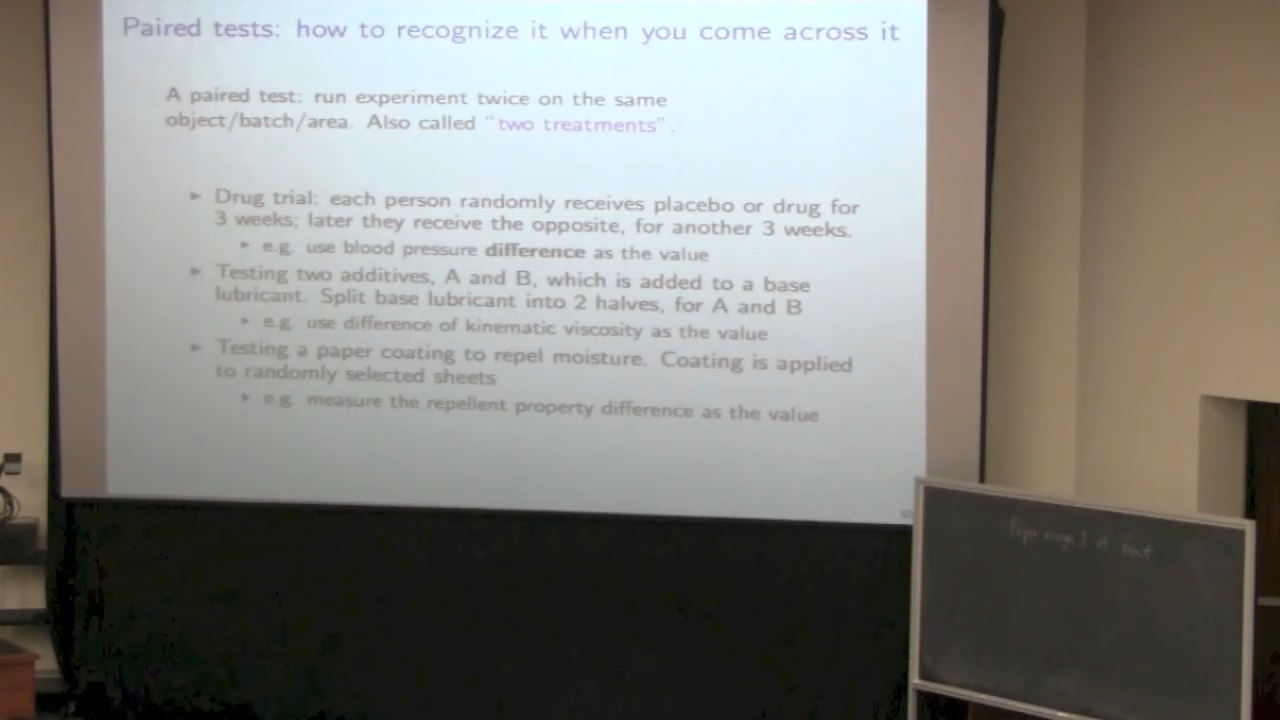 Paired tests: how to recognize it when you come across it
A paired test: run experiment twice on the same
object/batch/area. Also called "two treatments".
▶ Drug trial: each person randomly receives placebo or drug for
3 weeks; later they receive the opposite, for another 3 weeks.
▶ e.g. use blood pressure difference as the value
▶ Testing two additives, A and B, which is added to a base
lubricant. Split base lubricant into 2 halves, for A and B
▶ e.g. use difference of kinematic viscosity as the value
▶ Testing a paper coating to repel moisture. Coating is applied
to randomly selected sheets
▶ e.g. measure the repellent property difference as the value